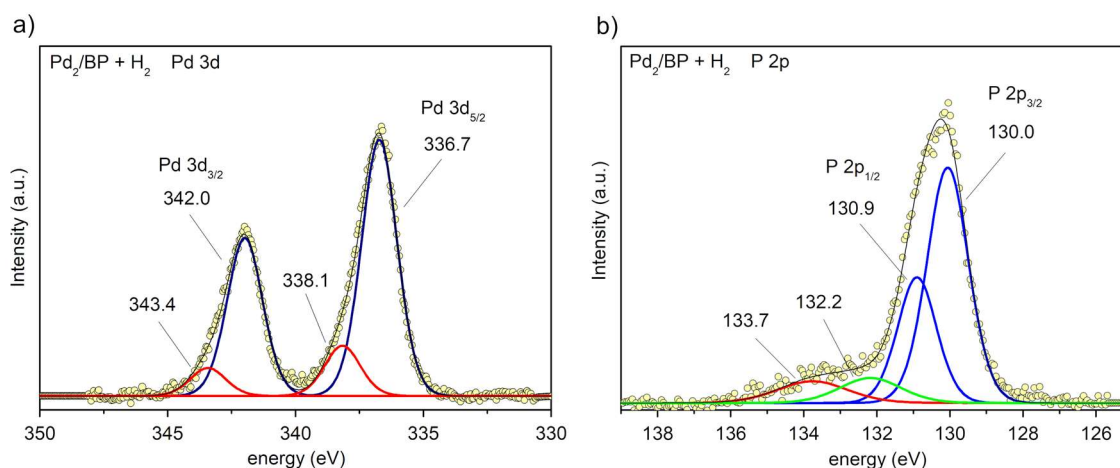 a)
Pd₂/BP + H₂ Pd 3d
Pd 3d₅/₂
336.7
Pd 3d₃/₂
342.0
338.1
343.4
Intensity (a.u.)
350 345 340 335 330
energy (eV)
b)
Pd₂/BP + H₂ P 2p
P 2p₃/₂
130.0
P 2p₁/₂
130.9
132.2
133.7
Intensity (a.u.)
138 136 134 132 130 128 126
energy (eV)